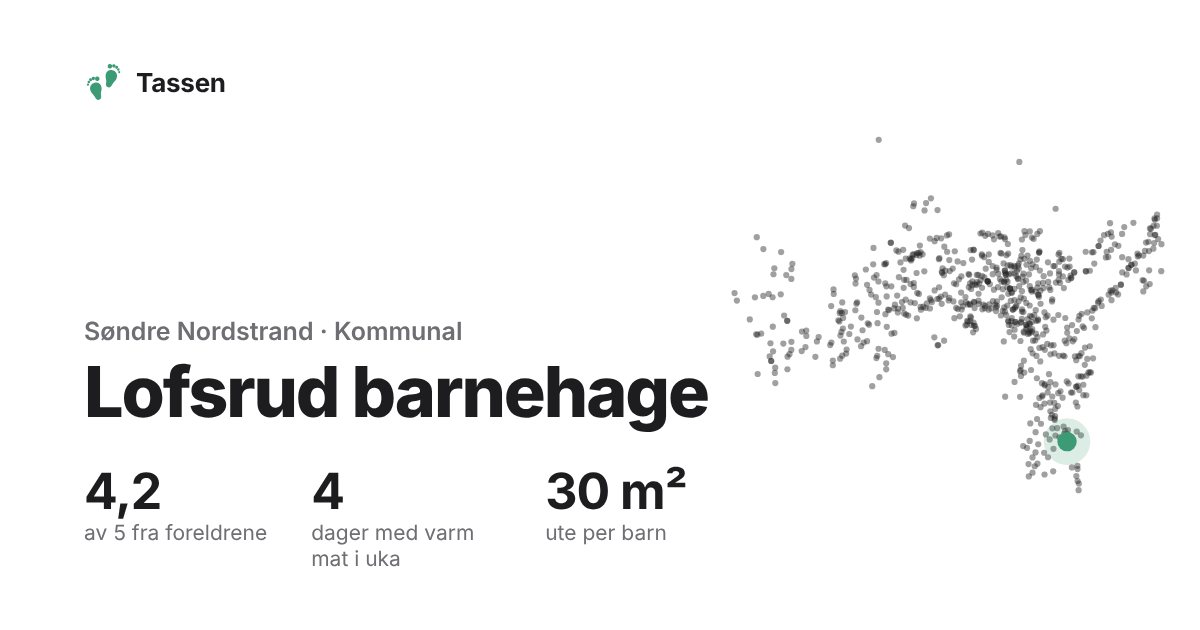 Tassen
Søndre Nordstrand · Kommunal
Lofsrud barnehage
4,2
av 5 fra foreldrene
4
dager med varm
mat i uka
30 m²
ute per barn